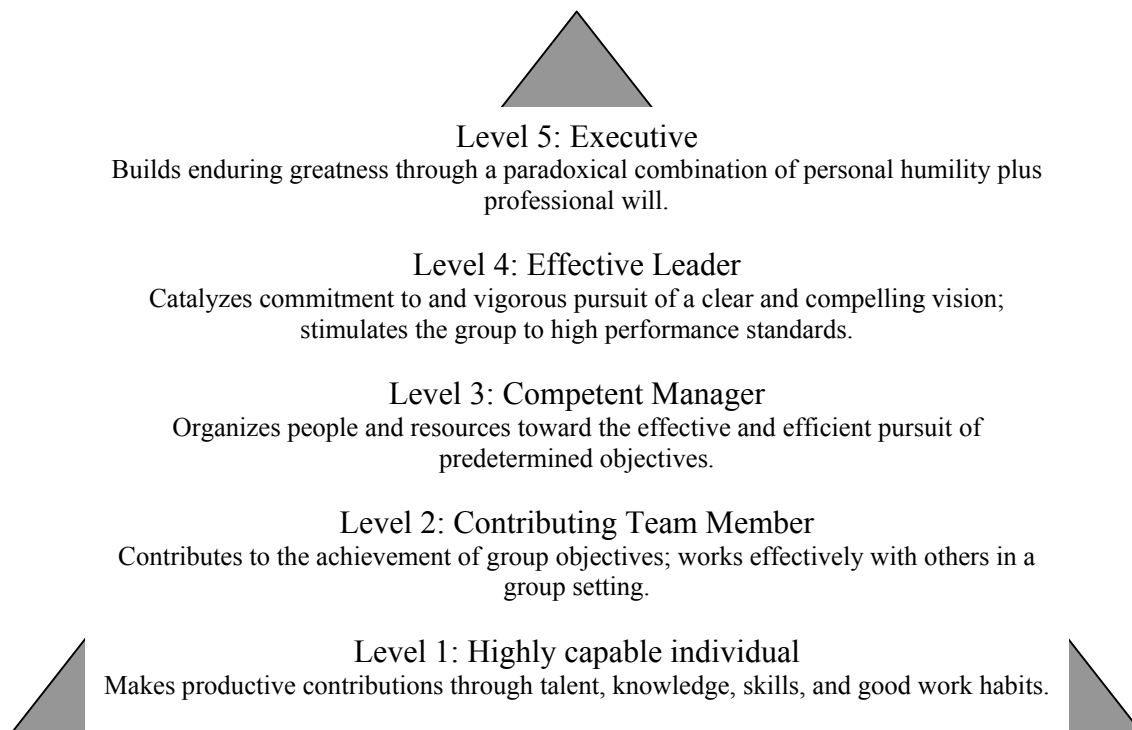 Level 5: Executive
Builds enduring greatness through a paradoxical combination of personal humility plus
professional will.
Level 4: Effective Leader
Catalyzes commitment to and vigorous pursuit of a clear and compelling vision;
stimulates the group to high performance standards.
Level 3: Competent Manager
Organizes people and resources toward the effective and efficient pursuit of
predetermined objectives.
Level 2: Contributing Team Member
Contributes to the achievement of group objectives; works effectively with others in a
group setting.
Level 1: Highly capable individual
Makes productive contributions through talent, knowledge, skills, and good work habits.